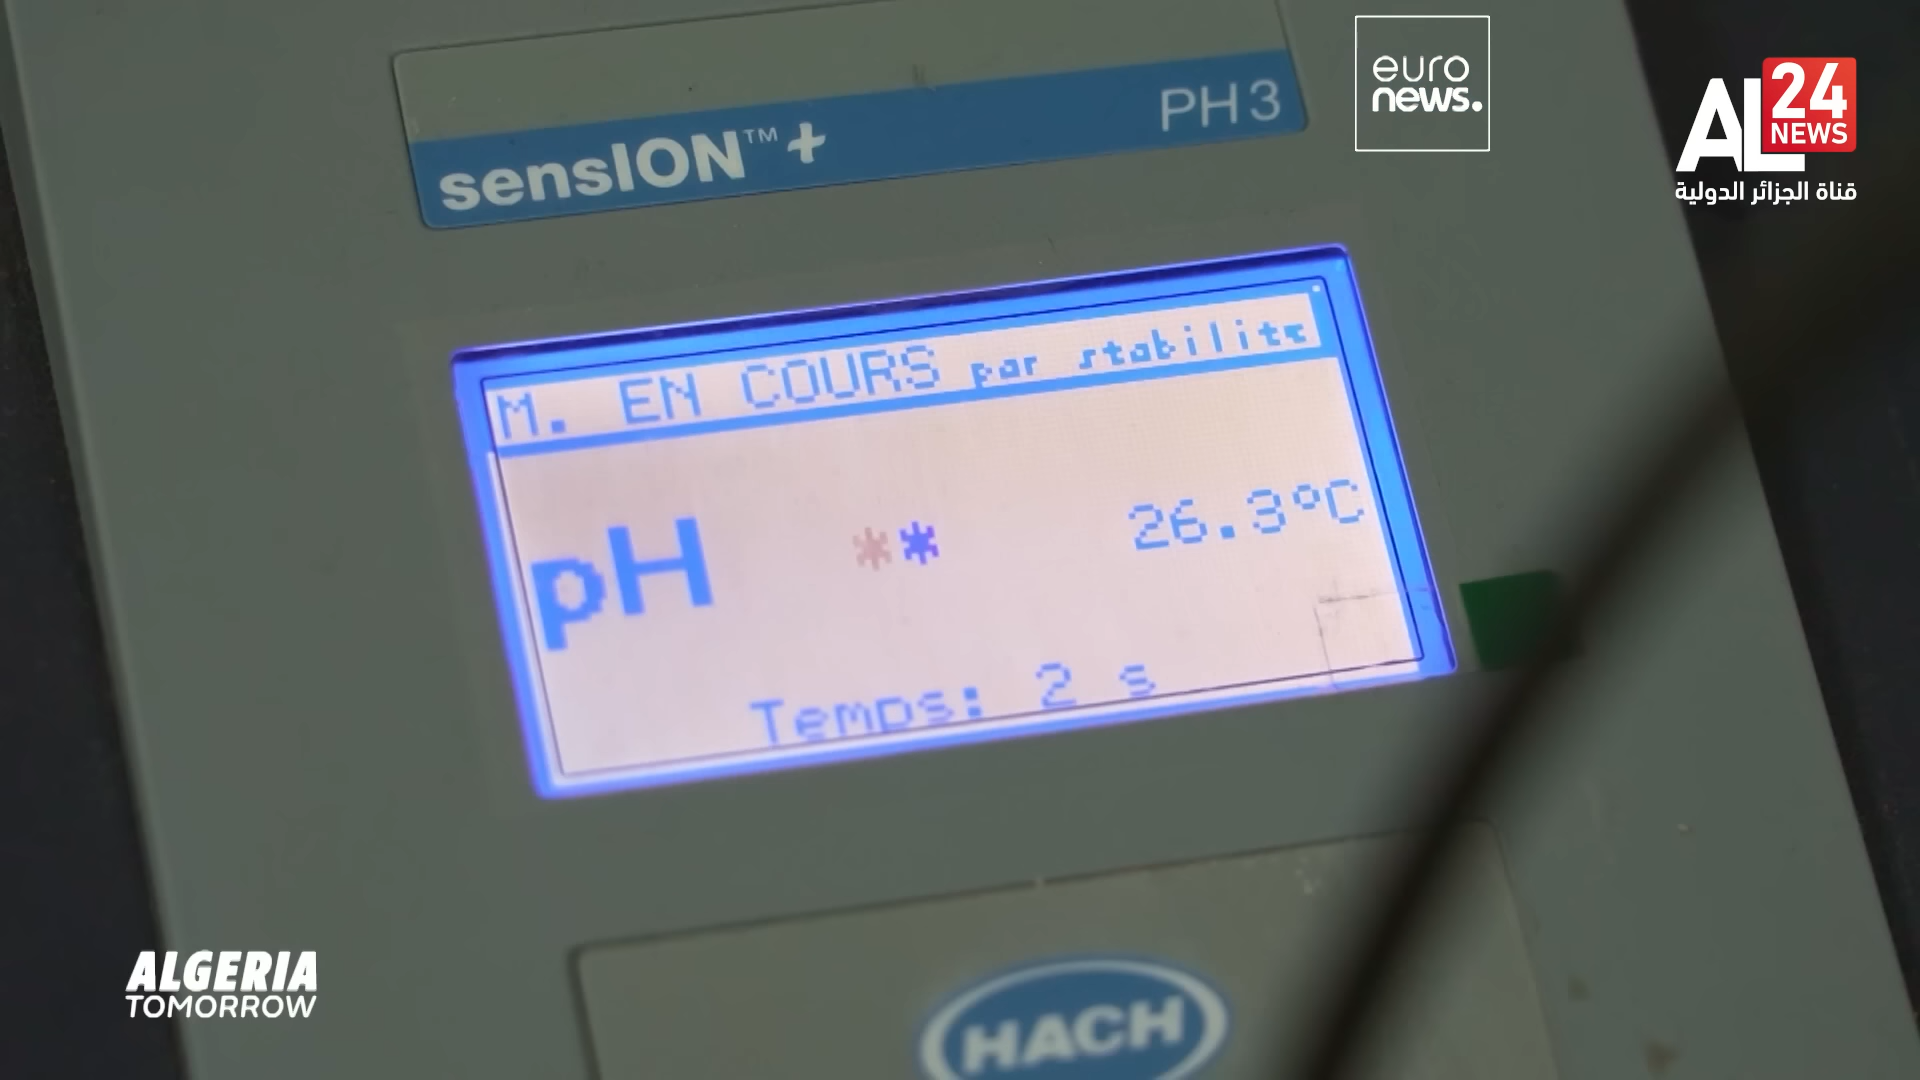 sensION™+ PH3
euro
news.
AL 24
NEWS
قناة الجزائر الدولية
M. EN COURS par stabilite
pH ** 26.3ºC
Temps: 2 s
ALGERIA
TOMORROW
HACH